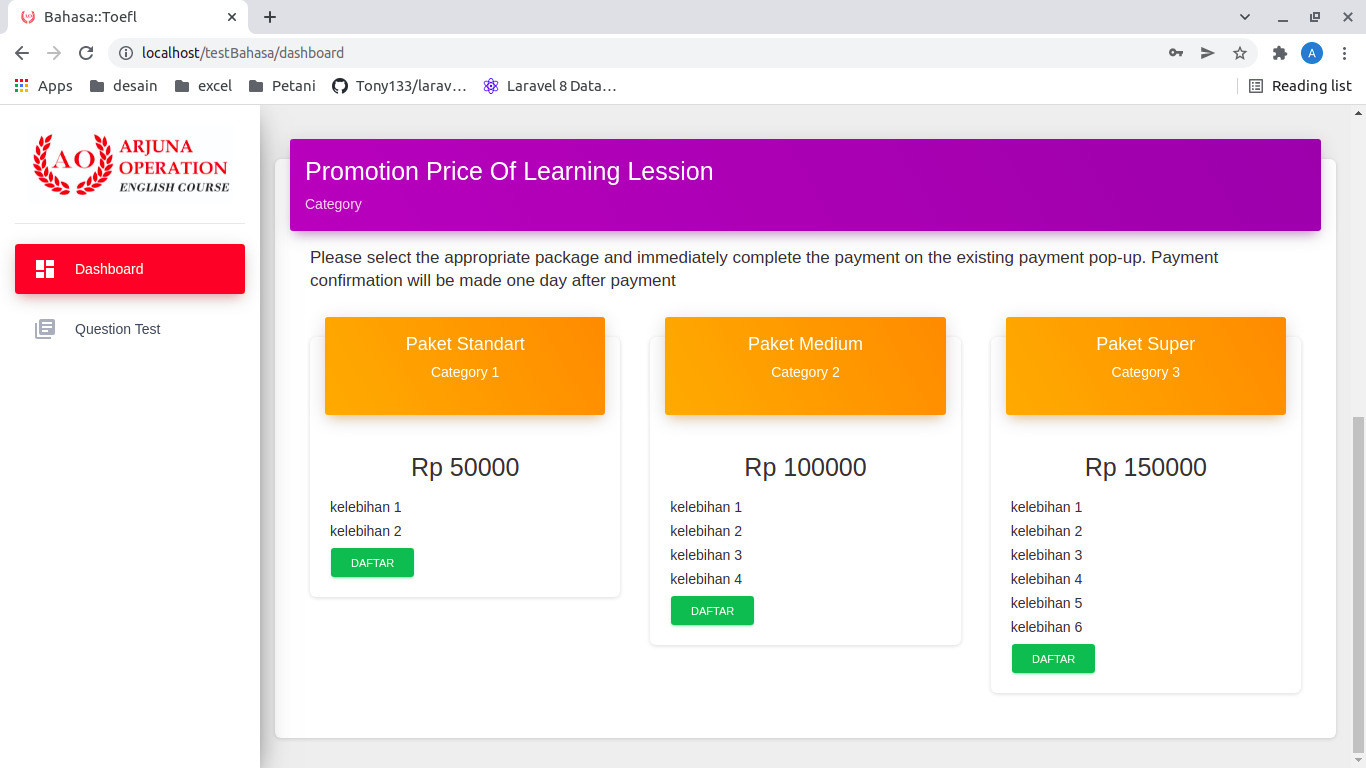 Bahasa::Toefl
localhost/testBahasa/dashboard
A
Apps
desain
excel
Petani
Tony133/larav...
Laravel 8 Data...
Reading list
AO
ARJUNA
OPERATION
ENGLISH COURSE
Dashboard
Question Test
Promotion Price Of Learning Lession
Category
Please select the appropriate package and immediately complete the payment on the existing payment pop-up. Payment
confirmation will be made one day after payment
Paket Standart
Category 1
Rp 50000
kelebihan 1
kelebihan 2
DAFTAR
Paket Medium
Category 2
Rp 100000
kelebihan 1
kelebihan 2
kelebihan 3
kelebihan 4
DAFTAR
Paket Super
Category 3
Rp 150000
kelebihan 1
kelebihan 2
kelebihan 3
kelebihan 4
kelebihan 5
kelebihan 6
DAFTAR